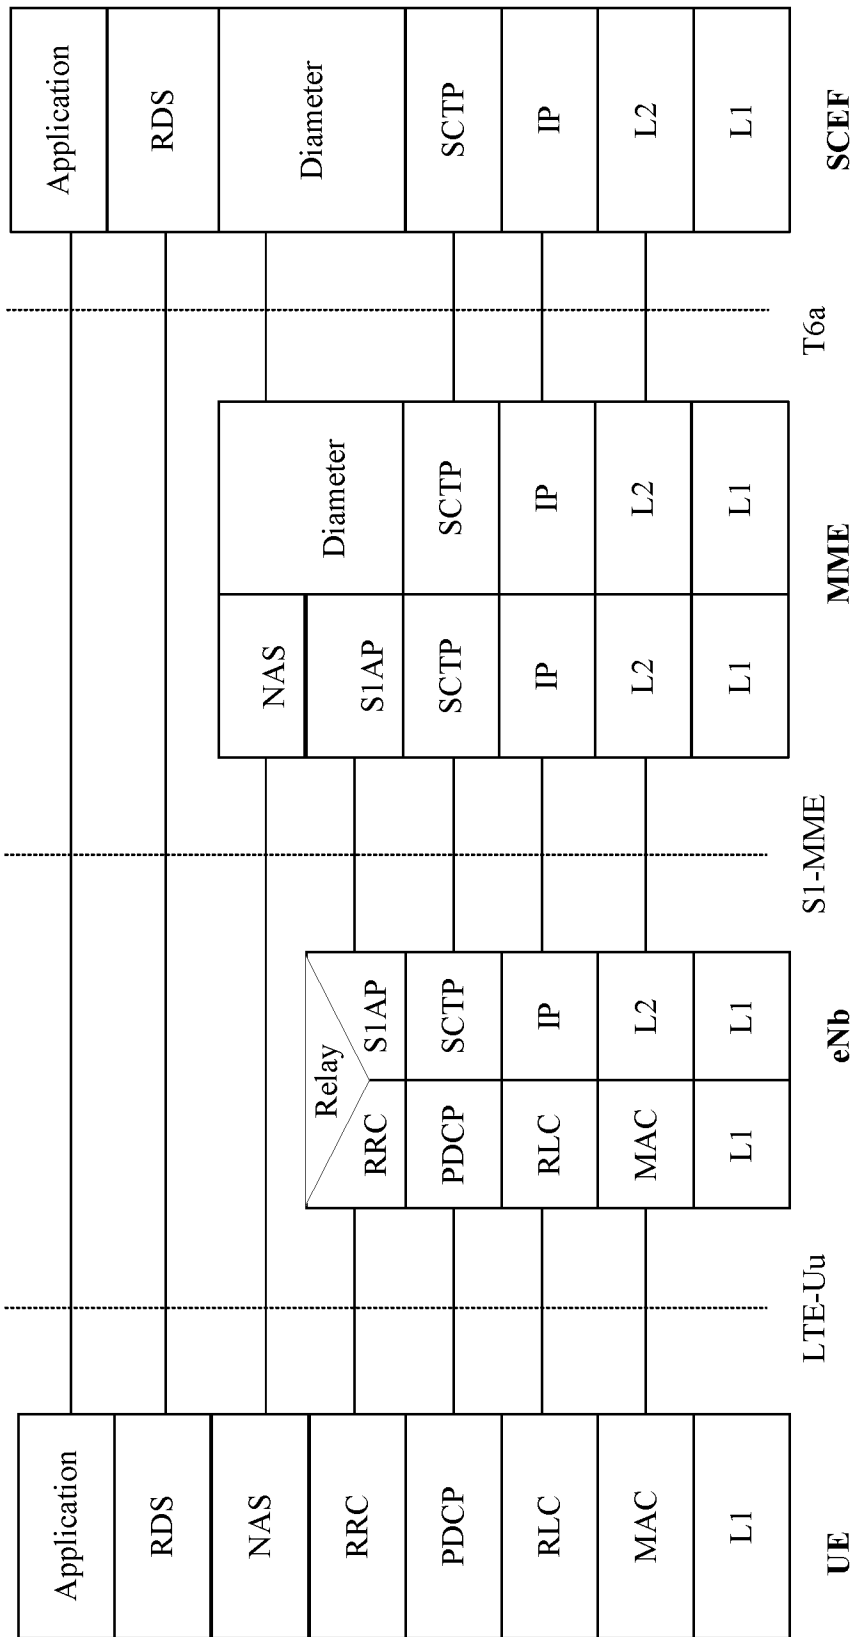 Application
RDS
NAS
RRC
PDCP
RLC
MAC
L1
UE
LTE-Uu
Relay
RRC
PDCP
RLC
MAC
L1
S1AP
SCTP
IP
L2
L1
eNb
S1-MME
NAS
S1AP
SCTP
IP
L2
L1
Diameter
SCTP
IP
L2
L1
MME
T6a
Application
RDS
Diameter
SCTP
IP
L2
L1
SCEF